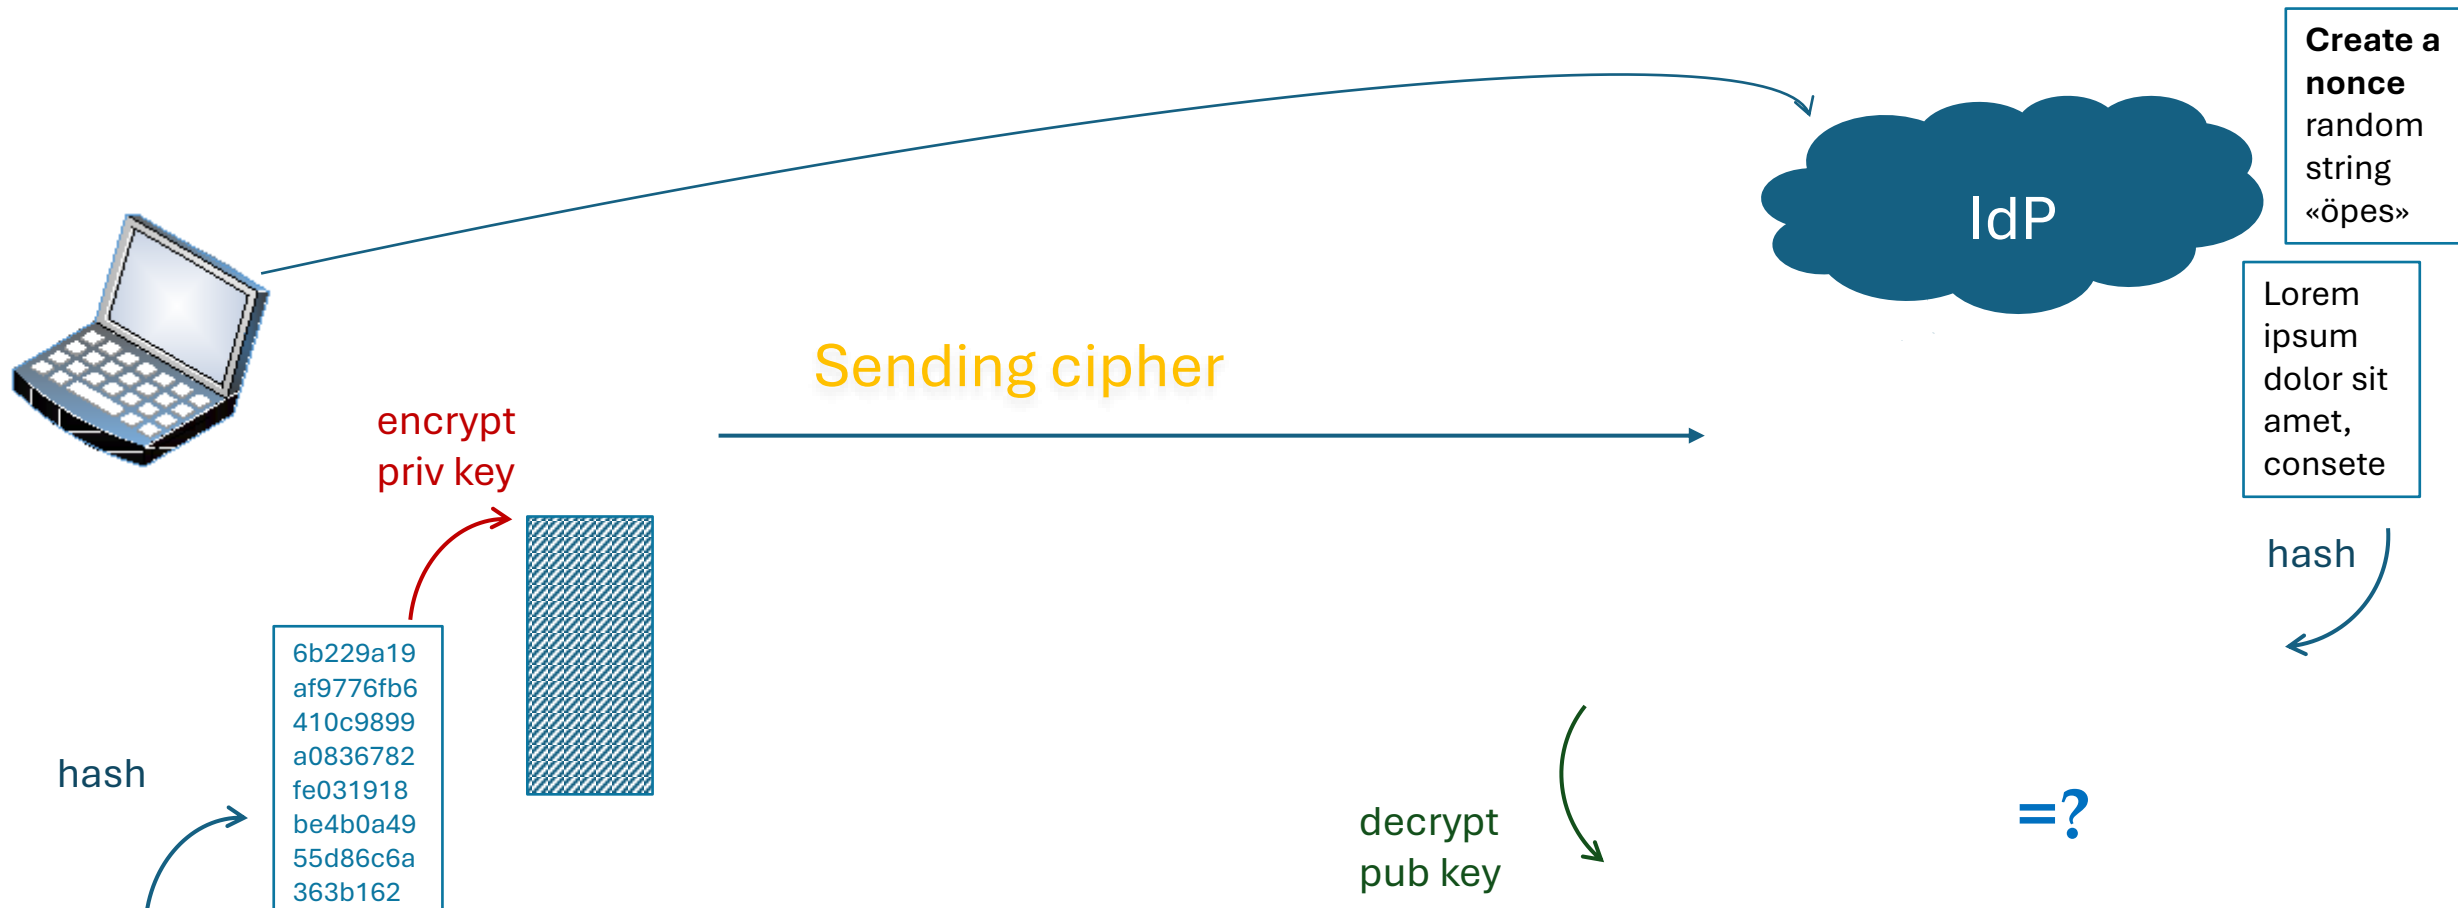 Create a
nonce
random
string
«öpes»
IdP
Lorem
ipsum
dolor sit
amet,
consete
Sending cipher
encrypt
priv key
hash
6b229a19
af9776fb6
410c9899
a0836782
fe031918
be4b0a49
55d86c6a
363b162
hash
decrypt
pub key
=?